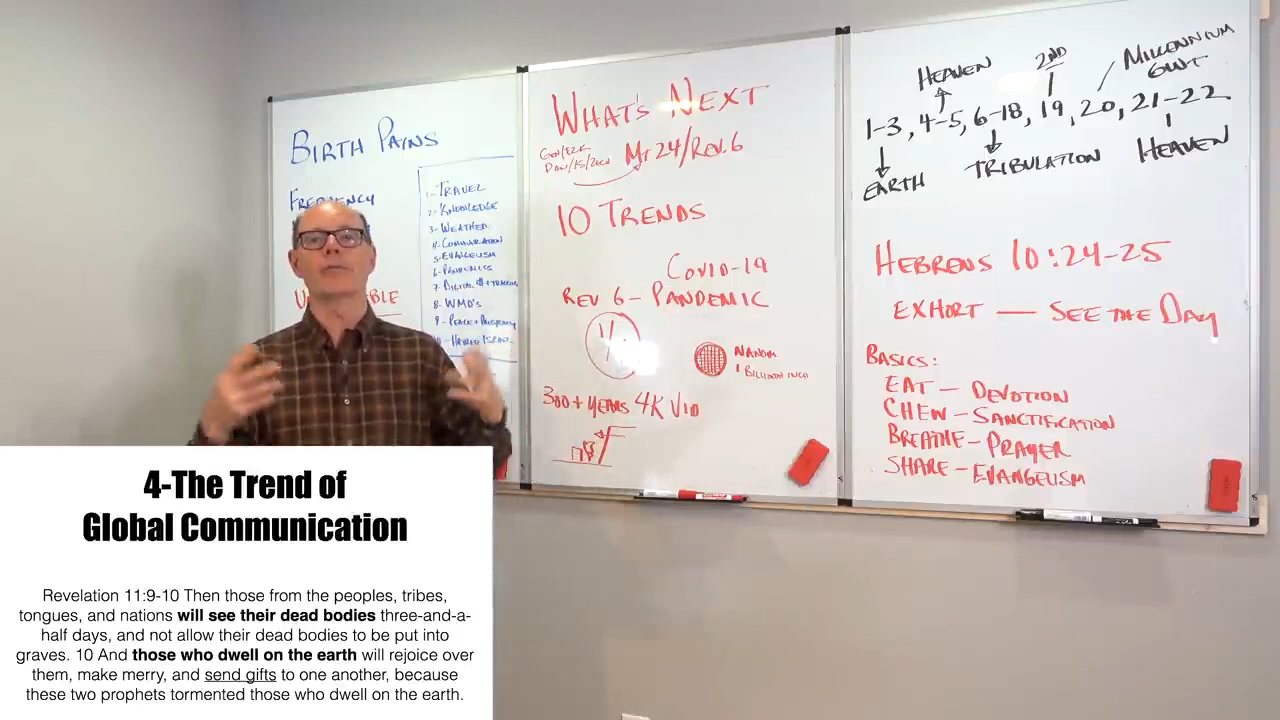 BIRTH PAINS
FREQUENCY
1-TRAVEL
2-KNOWLEDGE
3-WEATHER
5-EVANGELISM
6-PANDEMICS
8-WMD'S
WHAT'S NEXT
MT 24/REV. 6
10 TRENDS
COVID-19
REV 6-PANDEMIC
NANOM
1 BILLIONTH INCH
300+ YEARS 4K VID
HEAVEN 2ND MILLENNIUM
GVVT
1-3, 4-5, 6-18, 19, 20, 21-22
EARTH TRIBULATION HEAVEN
HEBREWS 10:24-25
EXHORT — SEE THE DAY
BASICS:
EAT - DEVOTION
CHEW - SANCTIFICATION
BREATHE - PRAYER
SHARE - EVANGELISM
4-The Trend of
Global Communication
Revelation 11:9-10 Then those from the peoples, tribes,
tongues, and nations will see their dead bodies three-and-a-
half days, and not allow their dead bodies to be put into
graves. 10 And those who dwell on the earth will rejoice over
them, make merry, and send gifts to one another, because
these two prophets tormented those who dwell on the earth.